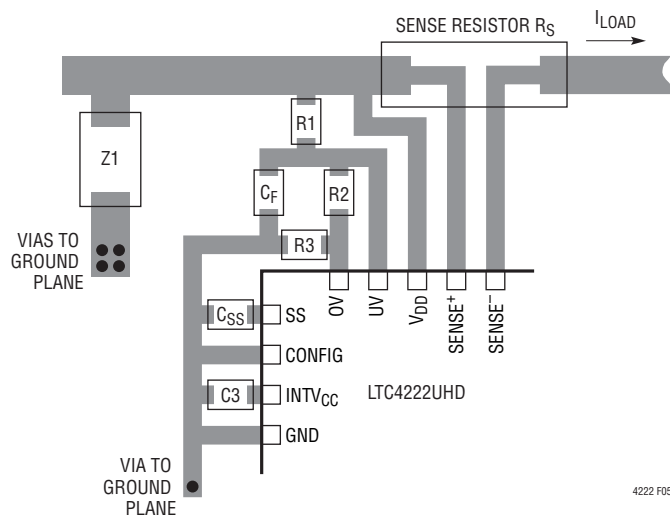 SENSE RESISTOR RS
ILOAD
R1
Z1
CF
R2
VIAS TO
GROUND
PLANE
R3
OV
UV
VDD
SENSE+
SENSE−
CSS
SS
CONFIG
C3
INTVCC
LTC4222UHD
GND
VIA TO
GROUND
PLANE
4222 F05